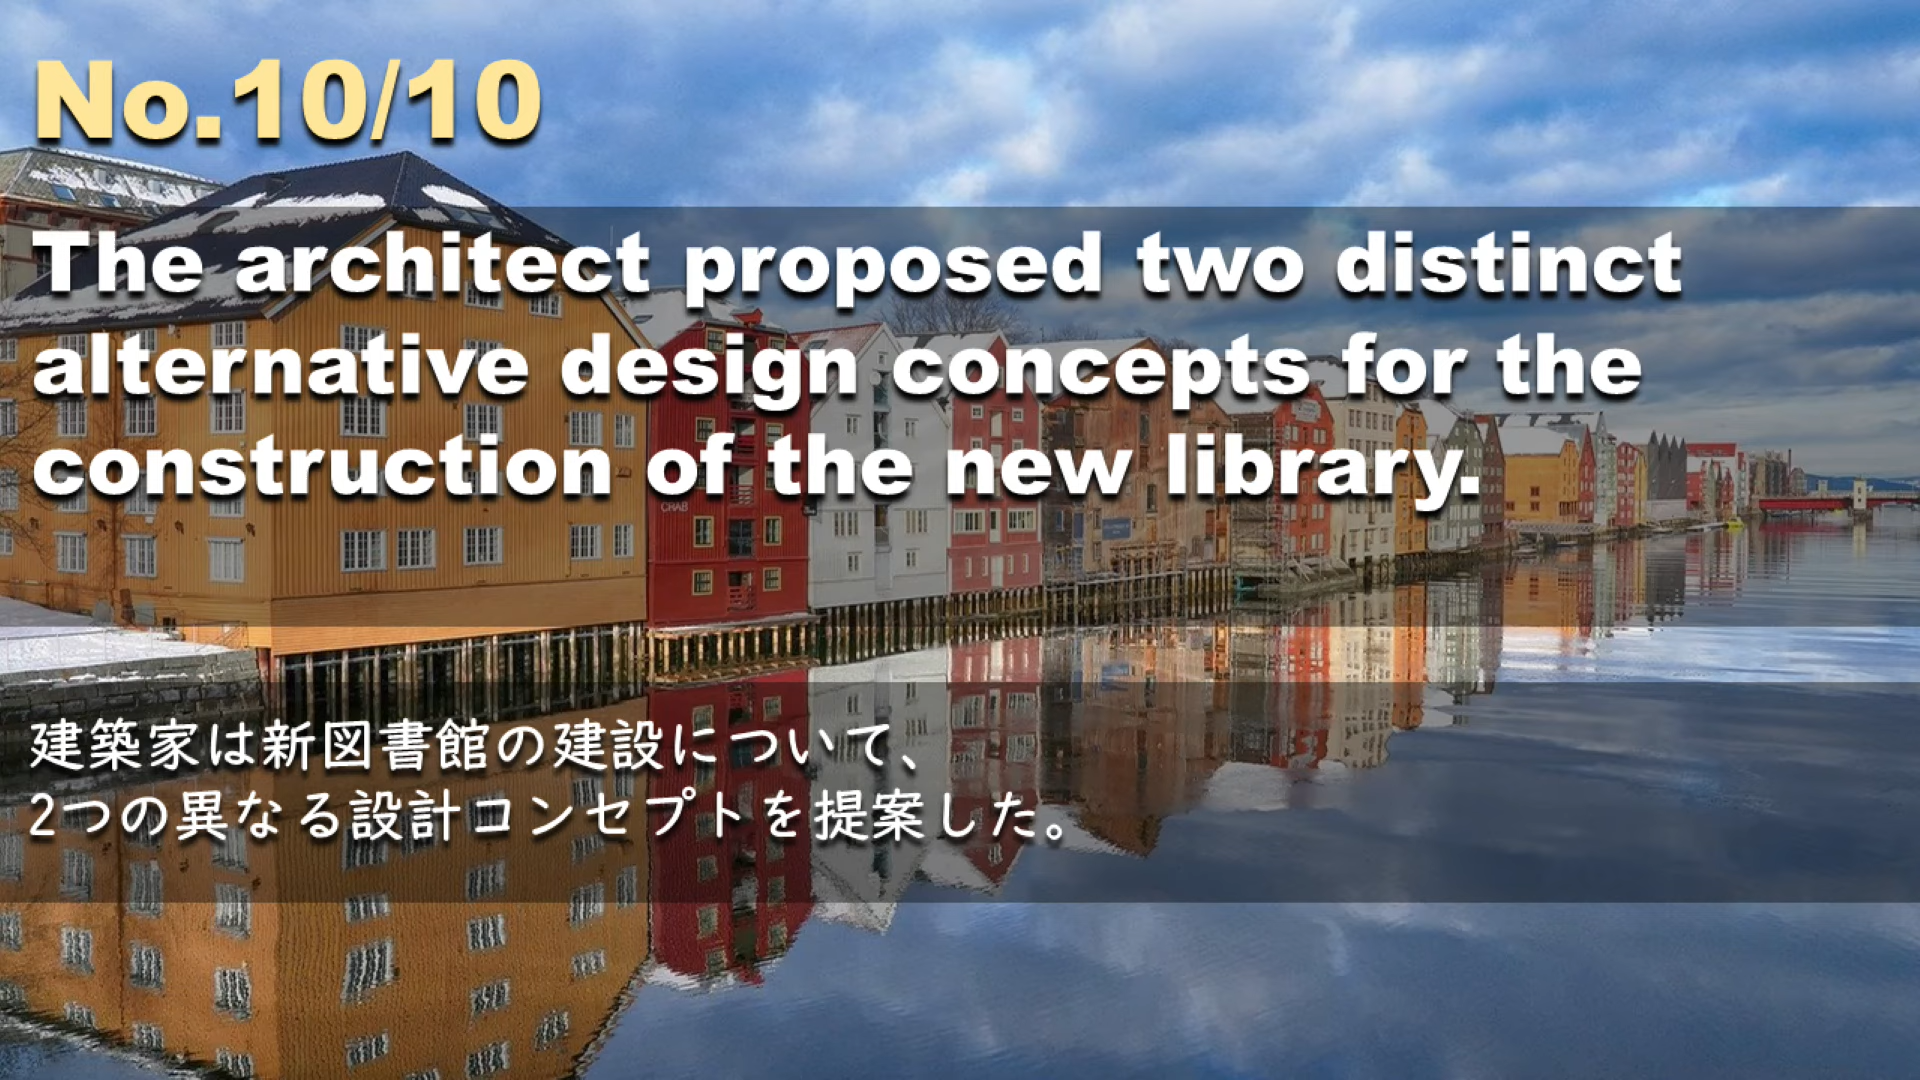 No.10/10
The architect proposed two distinct
alternative design concepts for the
construction of the new library.
建築家は新図書館の建設について、
2つの異なる設計コンセプトを提案した。
CRAB